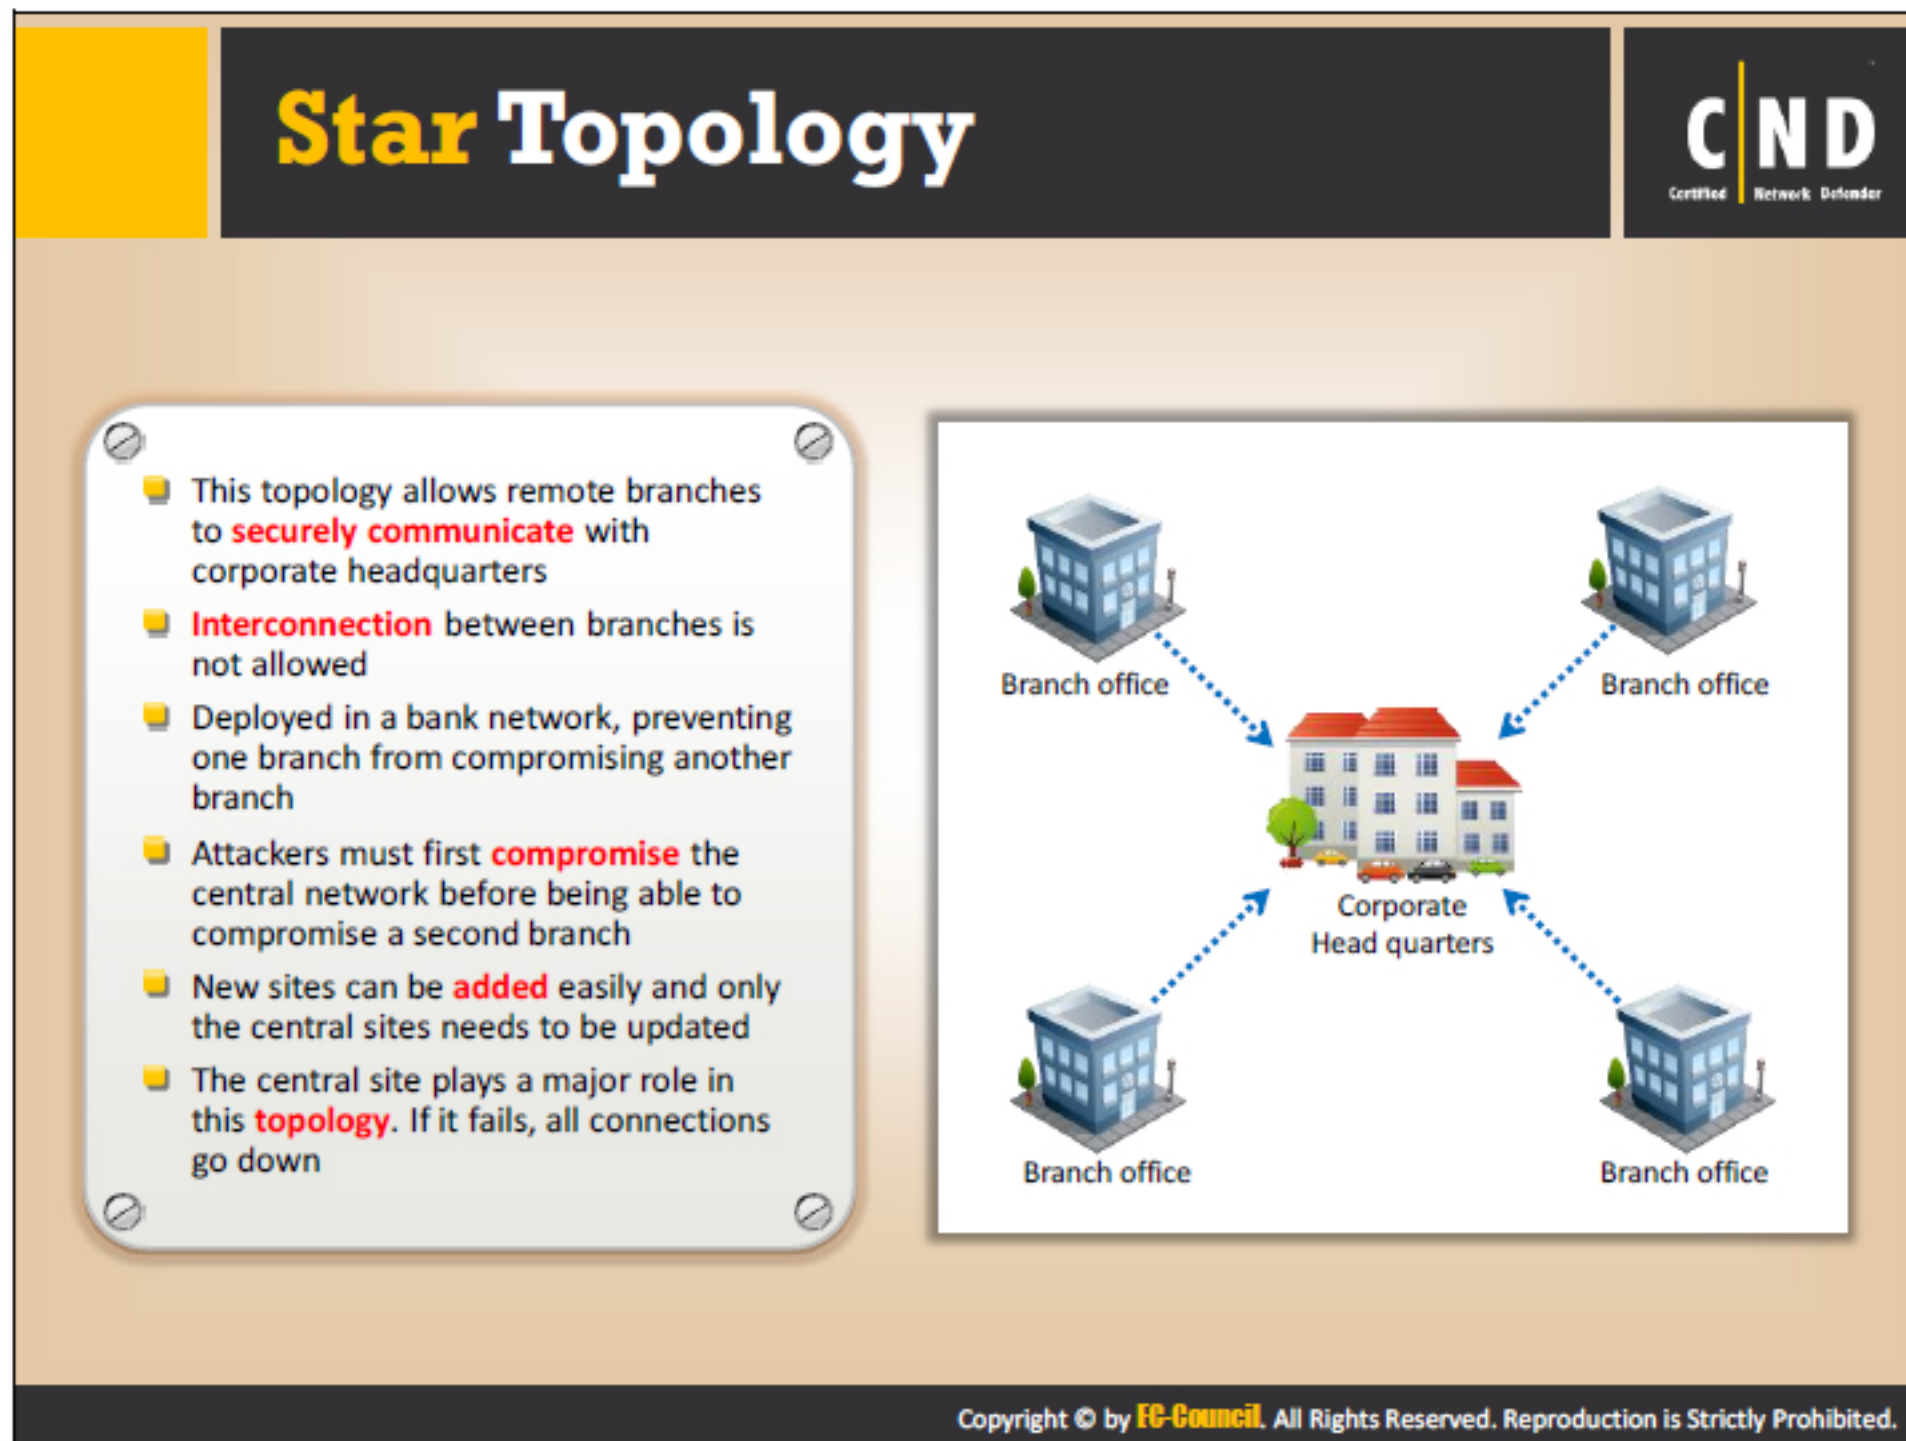 Star Topology
C|ND
Certified Network Defender
This topology allows remote branches
to securely communicate with
corporate headquarters
Interconnection between branches is
not allowed
Deployed in a bank network, preventing
one branch from compromising another
branch
Attackers must first compromise the
central network before being able to
compromise a second branch
New sites can be added easily and only
the central sites needs to be updated
The central site plays a major role in
this topology. If it fails, all connections
go down
Branch office
Branch office
Corporate
Head quarters
Branch office
Branch office
Copyright © by EC-Council. All Rights Reserved. Reproduction is Strictly Prohibited.